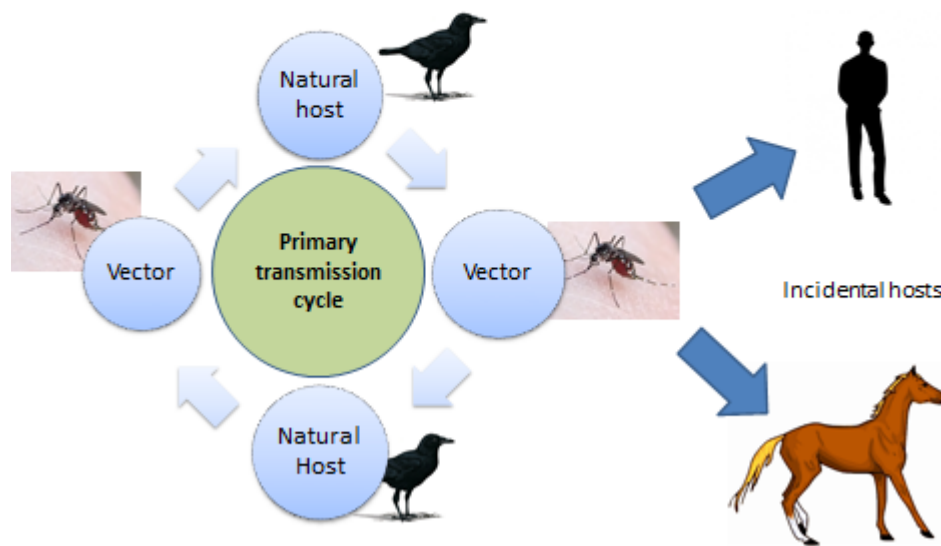 Natural
host
Vector
Primary
transmission
cycle
Vector
Incidental hosts
Natural
Host